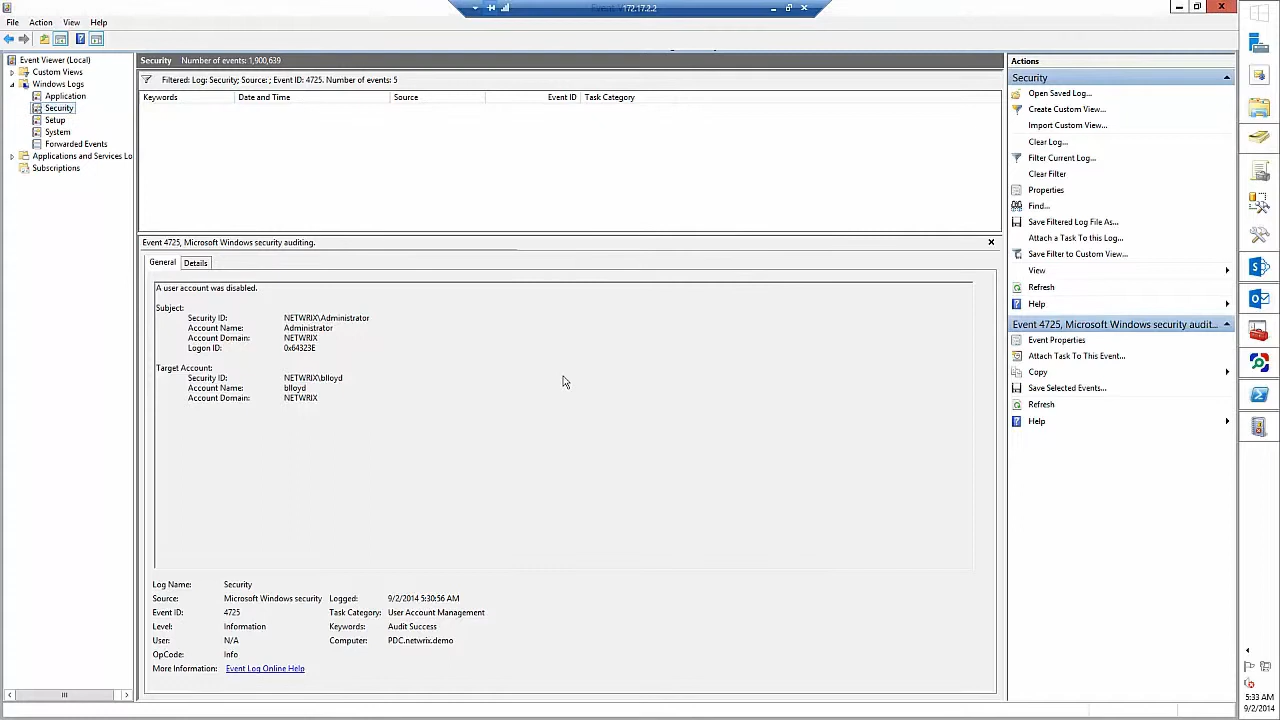 172.17.2.2
File Action View Help
Event Viewer (Local)
Custom Views
Windows Logs
Application
Security
Setup
System
Forwarded Events
Applications and Services Lo
Subscriptions
Security Number of events: 1,900,639
Filtered: Log: Security; Source: ; Event ID: 4725. Number of events: 5
Keywords Date and Time Source Event ID Task Category
Event 4725, Microsoft Windows security auditing.
General Details
A user account was disabled.
Subject:
Security ID: NETWRIX\Administrator
Account Name: Administrator
Account Domain: NETWRIX
Logon ID: 0x64323E
Target Account:
Security ID: NETWRIX\blloyd
Account Name: blloyd
Account Domain: NETWRIX
Log Name: Security
Source: Microsoft Windows security Logged: 9/2/2014 5:30:56 AM
Event ID: 4725 Task Category: User Account Management
Level: Information Keywords: Audit Success
User: N/A Computer: PDC.netwrix.demo
OpCode: Info
More Information: Event Log Online Help
Actions
Security
Open Saved Log...
Create Custom View...
Import Custom View...
Clear Log...
Filter Current Log...
Clear Filter
Properties
Find...
Save Filtered Log File As...
Attach a Task To this Log...
Save Filter to Custom View...
View
Refresh
Help
Event 4725, Microsoft Windows security audit...
Event Properties
Attach Task To This Event...
Copy
Save Selected Events...
Refresh
Help
5:33 AM
9/2/2014